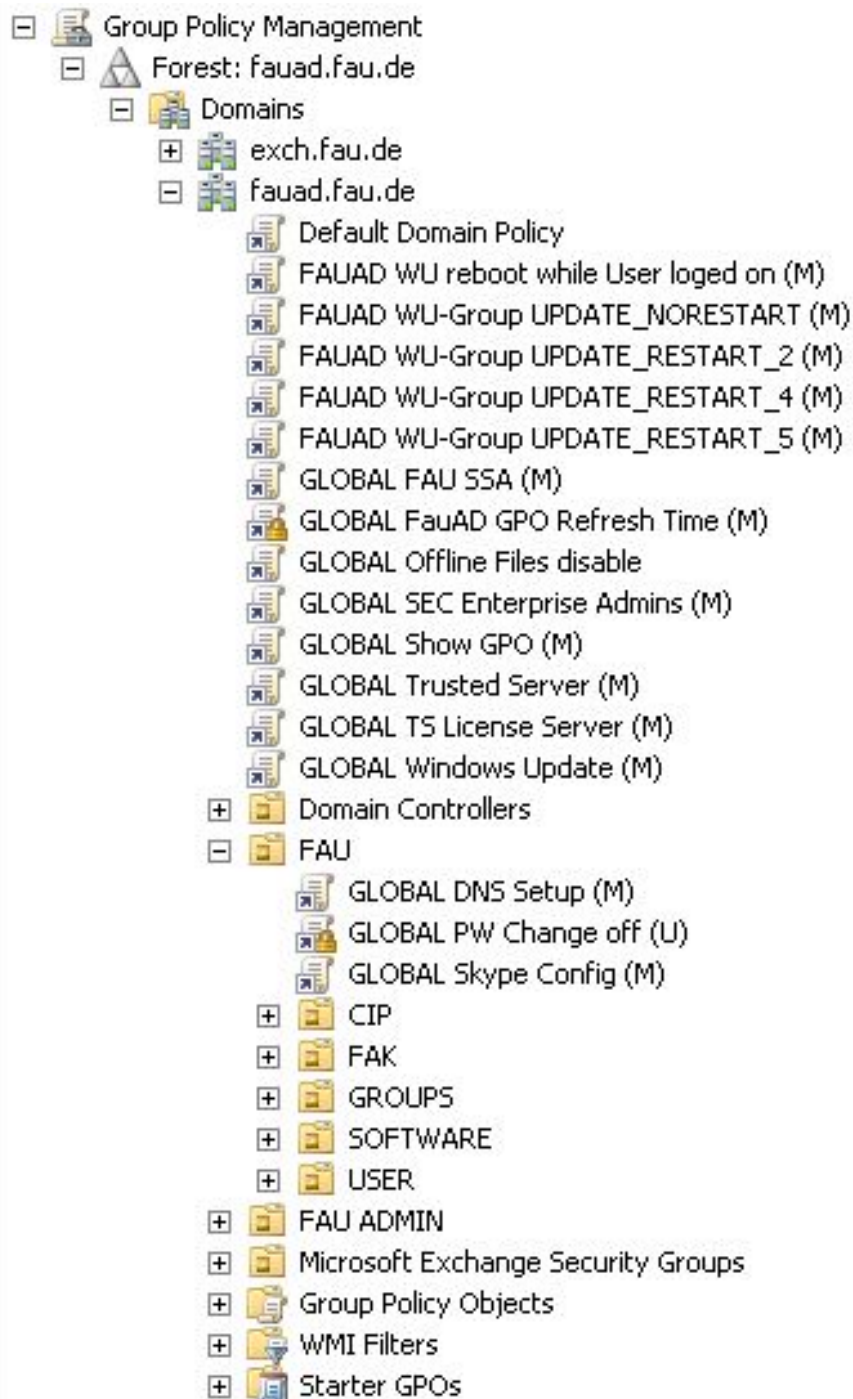 Group Policy Management
Forest: fauad.fau.de
Domains
exch.fau.de
fauad.fau.de
Default Domain Policy
FAUAD WU reboot while User loged on (M)
FAUAD WU-Group UPDATE_NORESTART (M)
FAUAD WU-Group UPDATE_RESTART_2 (M)
FAUAD WU-Group UPDATE_RESTART_4 (M)
FAUAD WU-Group UPDATE_RESTART_5 (M)
GLOBAL FAU SSA (M)
GLOBAL FauAD GPO Refresh Time (M)
GLOBAL Offline Files disable
GLOBAL SEC Enterprise Admins (M)
GLOBAL Show GPO (M)
GLOBAL Trusted Server (M)
GLOBAL TS License Server (M)
GLOBAL Windows Update (M)
Domain Controllers
FAU
GLOBAL DNS Setup (M)
GLOBAL PW Change off (U)
GLOBAL Skype Config (M)
CIP
FAK
GROUPS
SOFTWARE
USER
FAU ADMIN
Microsoft Exchange Security Groups
Group Policy Objects
WMI Filters
Starter GPOs